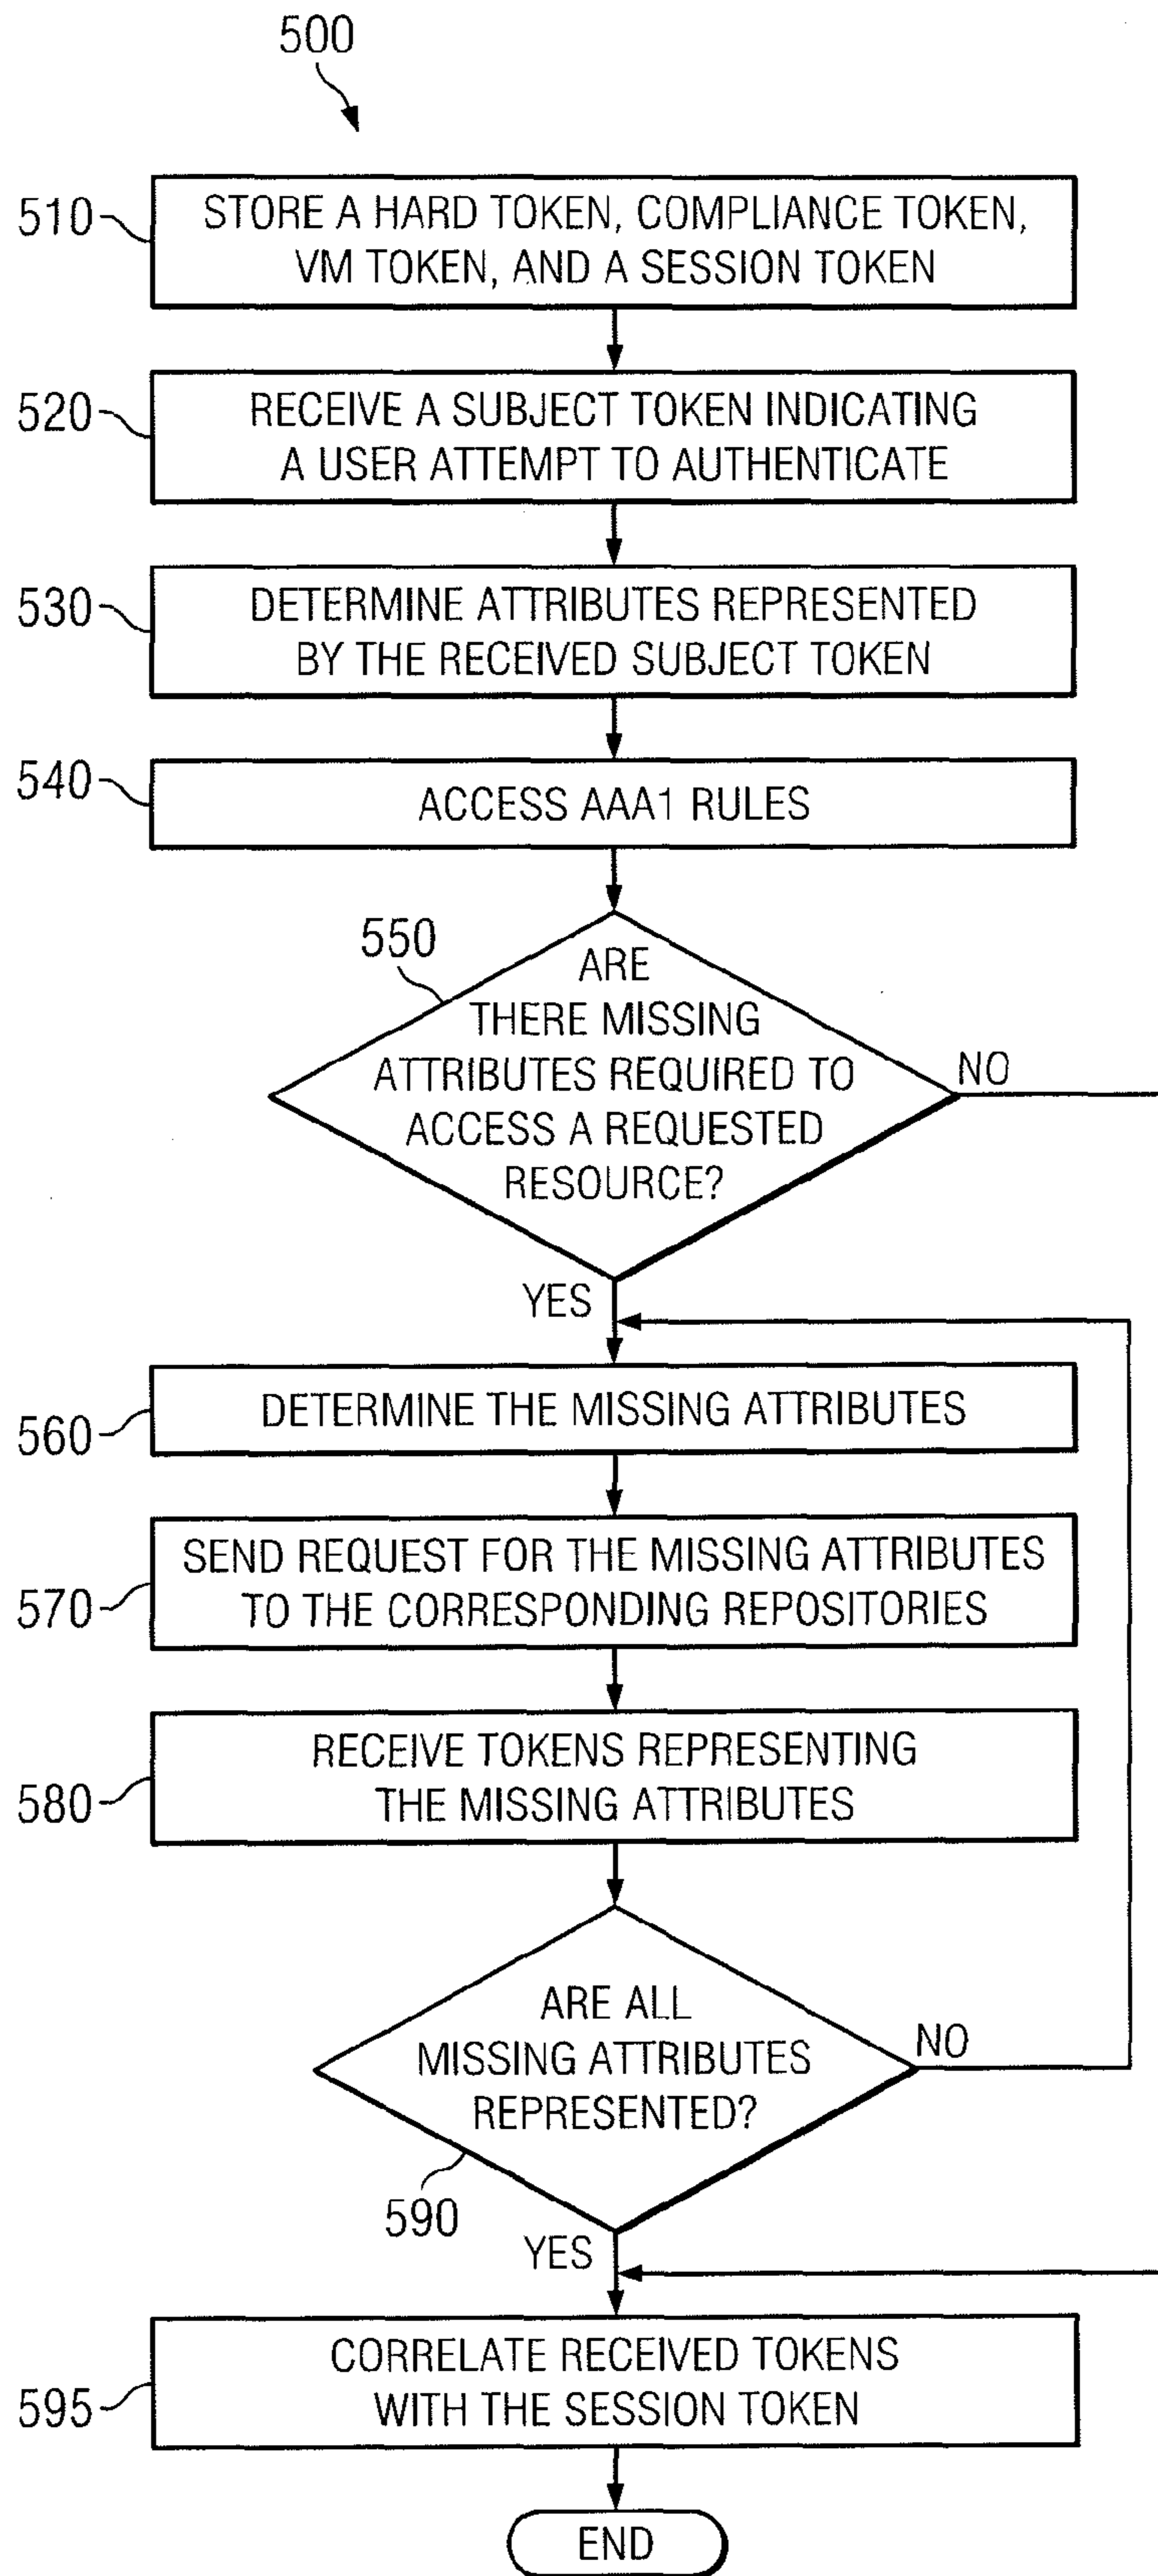 500
510
STORE A HARD TOKEN, COMPLIANCE TOKEN,
VM TOKEN, AND A SESSION TOKEN
520
RECEIVE A SUBJECT TOKEN INDICATING
A USER ATTEMPT TO AUTHENTICATE
530
DETERMINE ATTRIBUTES REPRESENTED
BY THE RECEIVED SUBJECT TOKEN
540
ACCESS AAA1 RULES
550
ARE
THERE MISSING
ATTRIBUTES REQUIRED TO
ACCESS A REQUESTED
RESOURCE?
NO
YES
560
DETERMINE THE MISSING ATTRIBUTES
570
SEND REQUEST FOR THE MISSING ATTRIBUTES
TO THE CORRESPONDING REPOSITORIES
580
RECEIVE TOKENS REPRESENTING
THE MISSING ATTRIBUTES
ARE ALL
MISSING ATTRIBUTES
REPRESENTED?
NO
590
YES
595
CORRELATE RECEIVED TOKENS
WITH THE SESSION TOKEN
END